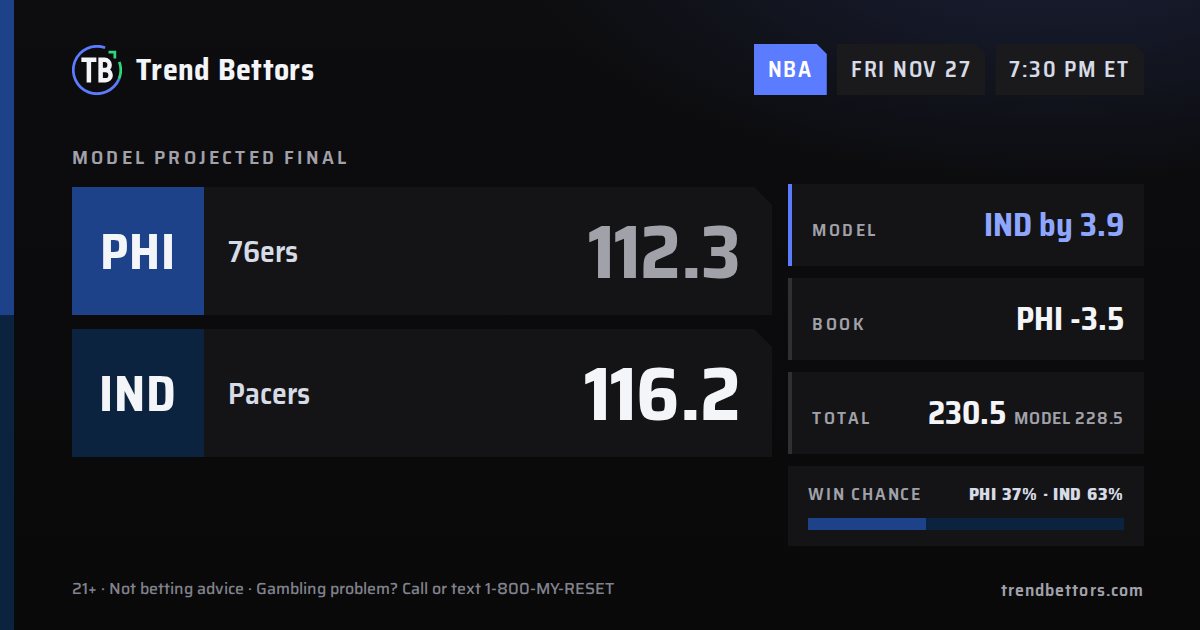 TB Trend Bettors
NBA FRI NOV 27 7:30 PM ET
MODEL PROJECTED FINAL
PHI 76ers 112.3
IND Pacers 116.2
MODEL IND by 3.9
BOOK PHI -3.5
TOTAL 230.5 MODEL 228.5
WIN CHANCE PHI 37% · IND 63%
21+ · Not betting advice · Gambling problem? Call or text 1-800-MY-RESET
trendbettors.com